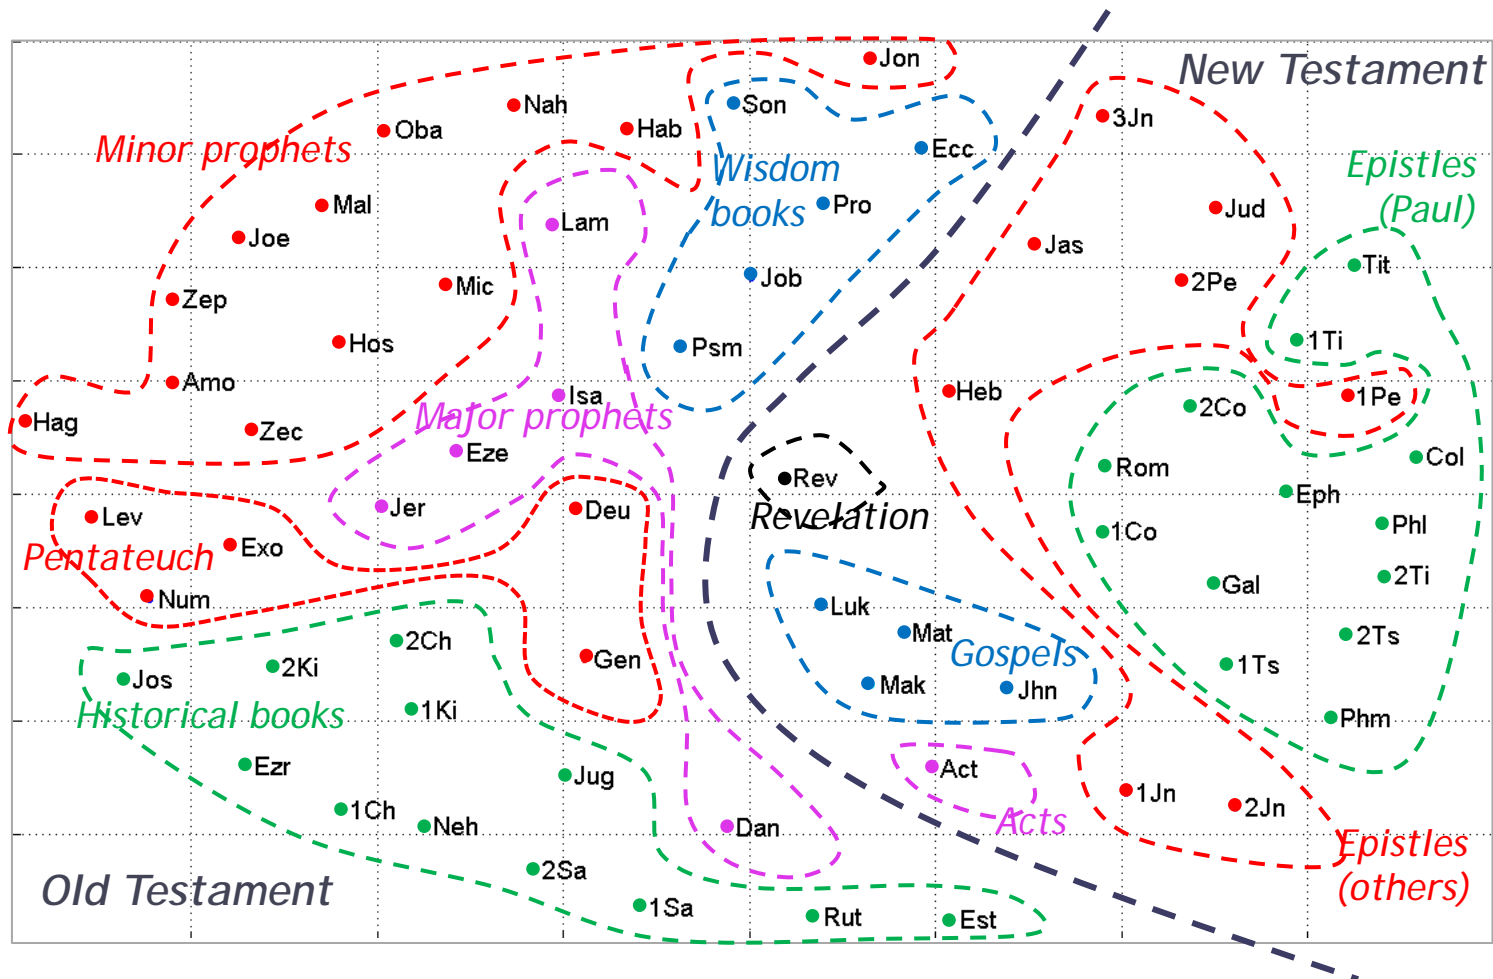 New Testament
Jon
Nah
Son
3Jn
Oba
Hab
Minor prophets
Ecc
Wisdom
books
Epistles
(Paul)
Mal
Pro
Jud
Lam
Joe
Jas
Tit
Job
2Pe
Mic
Zep
1Ti
Hos
Psm
Amo
Heb
1Pe
Isa
2Co
Major prophets
Hag
Zec
Eze
Col
Rom
Rev
Eph
Jer
Deu
Lev
Revelation
Phl
1Co
Exo
Pentateuch
2Ti
Gal
Num
Luk
Mat
2Ts
2Ch
Gospels
Gen
1Ts
2Ki
Jos
Mak
Jhn
1Ki
Historical books
Phm
Ezr
Act
Jug
1Jn
2Jn
1Ch
Neh
Acts
Dan
Epistles
(others)
2Sa
Old Testament
1Sa
Rut
Est